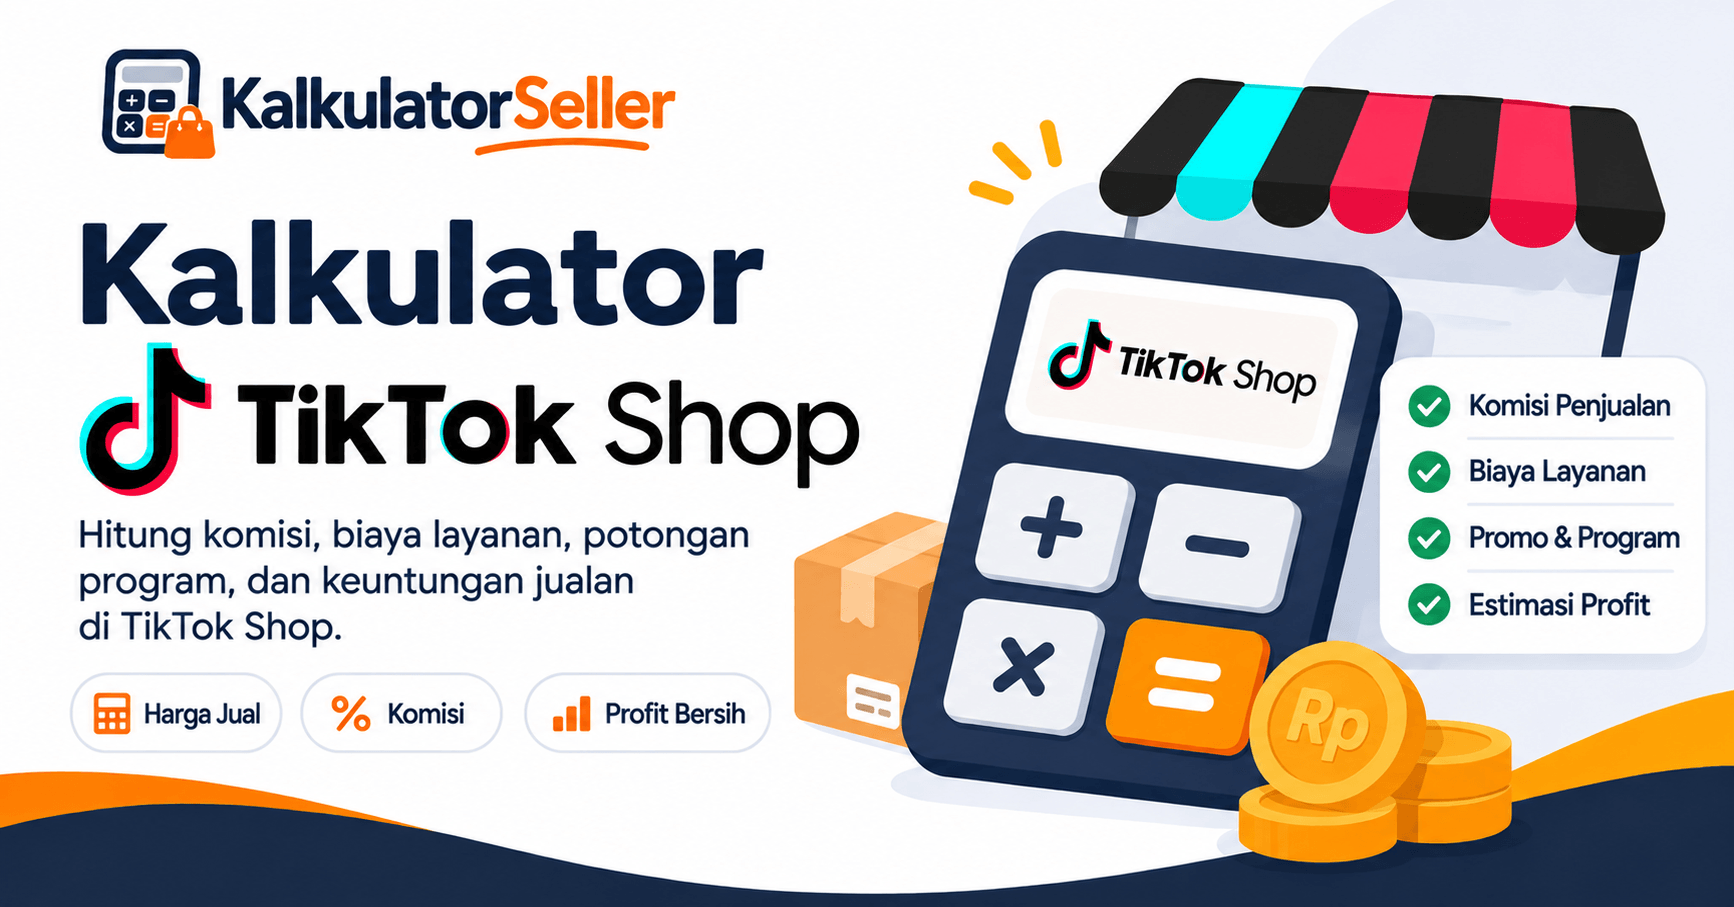 KalkulatorSeller
Kalkulator
TikTok Shop
Hitung komisi, biaya layanan, potongan
program, dan keuntungan jualan
di TikTok Shop.
Harga Jual
% Komisi
Profit Bersih
TikTok Shop
Komisi Penjualan
Biaya Layanan
Promo & Program
Estimasi Profit
Rp